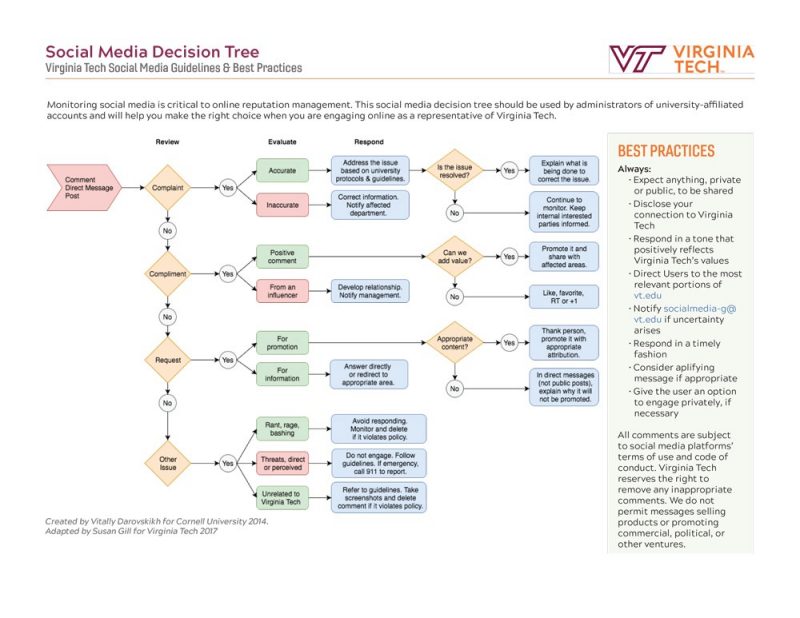 Social Media Decision Tree
Virginia Tech Social Media Guidelines & Best Practices
VT VIRGINIA
TECH™
Monitoring social media is critical to online reputation management. This social media decision tree should be used by administrators of university-affiliated
accounts and will help you make the right choice when you are engaging online as a representative of Virginia Tech.
Review
Evaluate
Respond
Comment
Direct Message
Post
Complaint
Yes
Accurate
Address the issue
based on university
protocols & guidelines.
Is the issue
resolved?
Yes
Explain what is
being done to
correct the issue.
Inaccurate
Correct information.
Notify affected
department.
No
Continue to
monitor. Keep
internal interested
parties informed.
No
Compliment
Yes
Positive
comment
Can we
add value?
Yes
Promote it and
share with
affected areas.
From an
influencer
Develop relationship.
Notify management.
No
Like, favorite,
RT or +1
No
Request
Yes
For
promotion
Appropriate
content?
Yes
Thank person,
promote it with
appropriate
attribution.
For
information
Answer directly
or redirect to
appropriate area.
No
In direct messages
(not public posts),
explain why it will
not be promoted.
No
Other
Issue
Yes
Rant, rage,
bashing
Avoid responding.
Monitor and delete
if it violates policy.
Threats, direct
or perceived
Do not engage. Follow
guidelines. If emergency,
call 911 to report.
Unrelated to
Virginia Tech
Refer to guidelines. Take
screenshots and delete
comment if it violates policy.
Created by Vitally Darovskikh for Cornell University 2014.
Adapted by Susan Gill for Virginia Tech 2017
BEST PRACTICES
Always:
· Expect anything, private
or public, to be shared
· Disclose your
connection to Virginia
Tech
· Respond in a tone that
positively reflects
Virginia Tech's values
· Direct Users to the most
relevant portions of
vt.edu
· Notify socialmedia-g@
vt.edu if uncertainty
arises
· Respond in a timely
fashion
· Consider aplifying
message if appropriate
· Give the user an option
to engage privately, if
necessary
All comments are subject
to social media platforms'
terms of use and code of
conduct. Virginia Tech
reserves the right to
remove any inappropriate
comments. We do not
permit messages selling
products or promoting
commercial, political, or
other ventures.